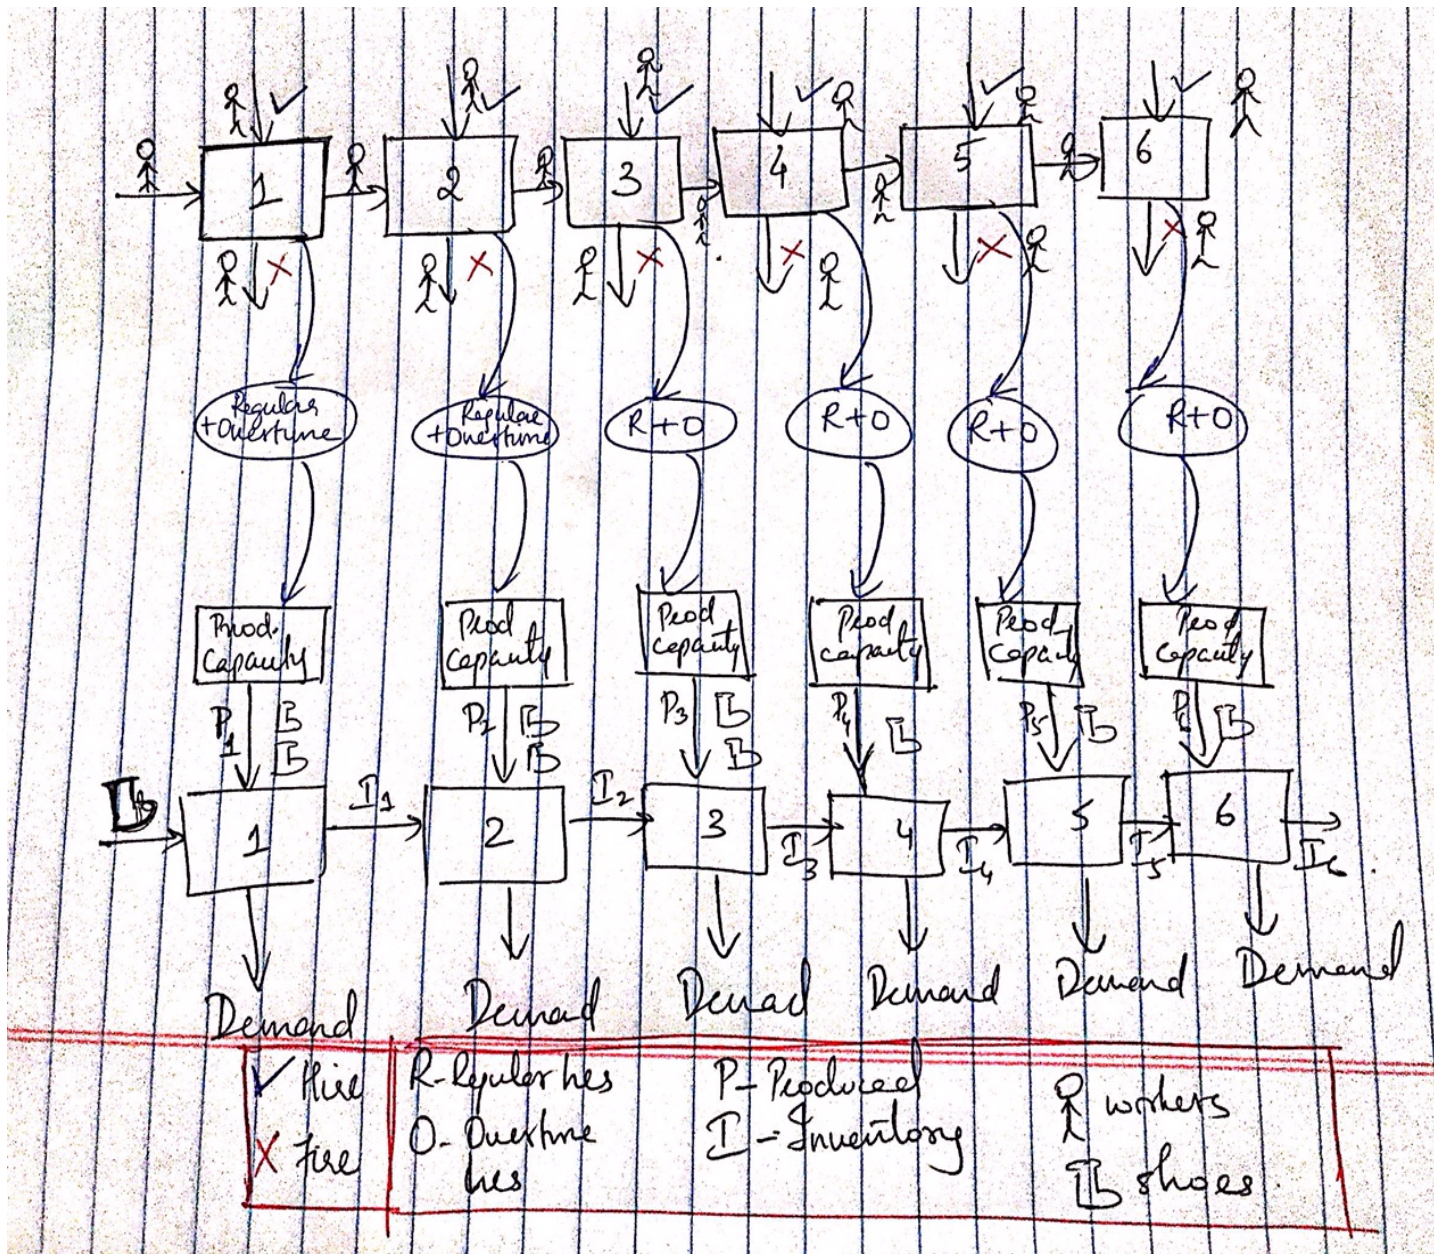 1 2 3 4 5 6
Regular
+Overtime
Regular
+Overtime
R+O
R+O
R+O
R+O
Prod.
Capacity
Prod
Capacity
Prod
capacity
Prod
capacity
Prod
capacity
Prod
capacity
P1
P2
P3
P4
P5
P6
1 I1 2 I2 3 I3 4 I4 5 I5 6 I6
Demand
Demad
Demad
Demand
Demand
Demand
✓ Hire
X Fire
R-Regular hrs
O-Overtime
hrs
P-Produced
I-Inventory
workers
shoes